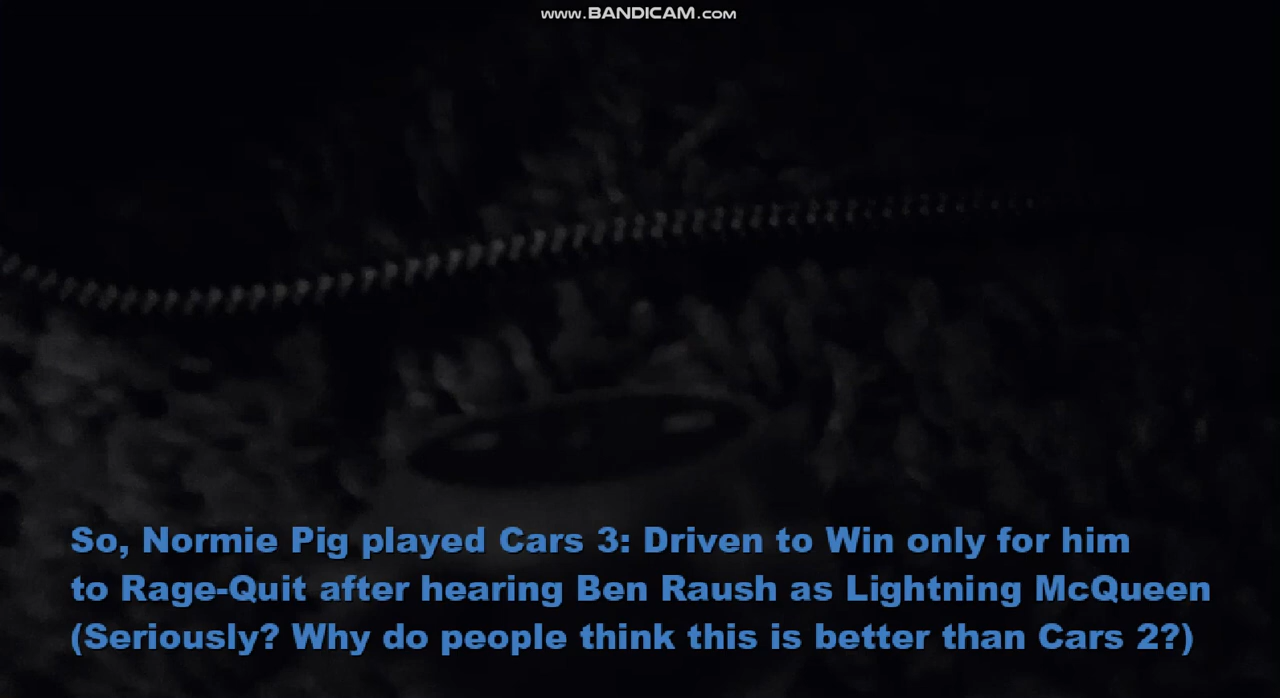 www.BANDICAM.com
So, Normie Pig played Cars 3: Driven to Win only for him
to Rage-Quit after hearing Ben Raush as Lightning McQueen
(Seriously? Why do people think this is better than Cars 2?)